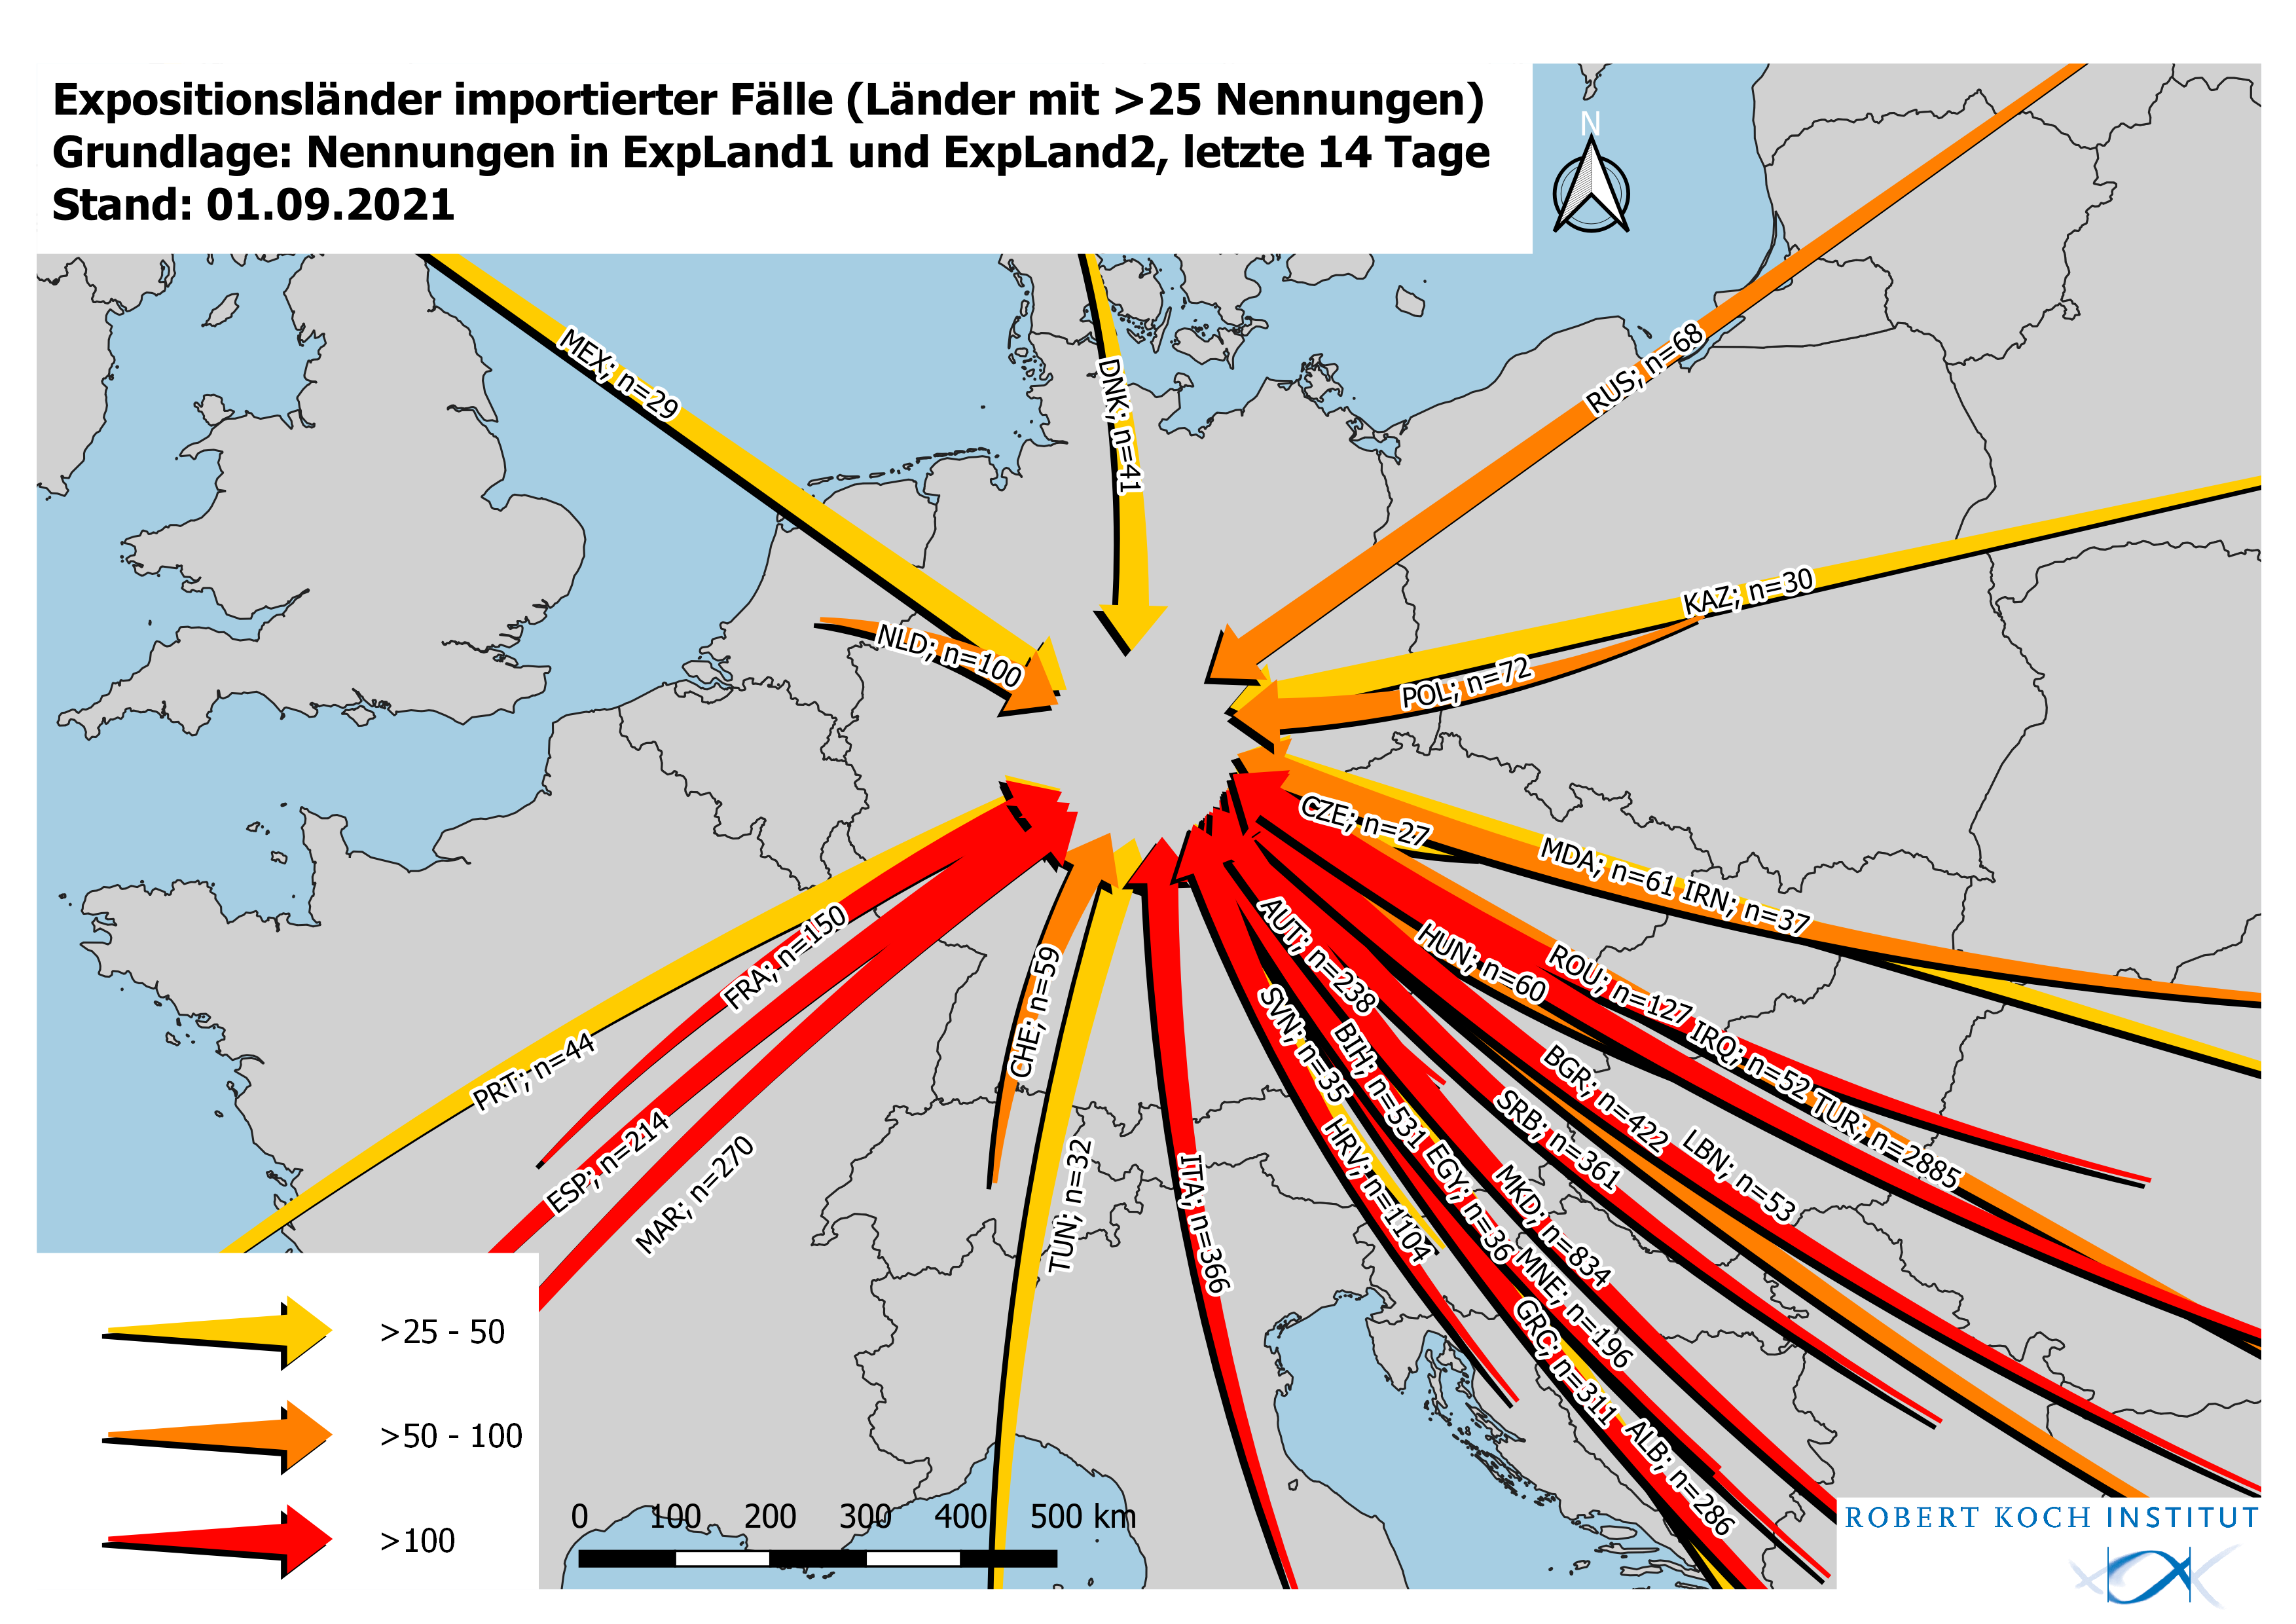 Expositionsländer importierter Fälle (Länder mit >25 Nennungen)
Grundlage: Nennungen in ExpLand1 und ExpLand2, letzte 14 Tage
Stand: 01.09.2021
N
MEX; n=29
DNK; n=41
RUS; n=68
KAZ; n=30
NLD; n=100
POL; n=72
CZE; n=27
MDA; n=61
IRN; n=37
FRA; n=150
PRT; n=44
ESP; n=214
MAR; n=270
CHE; n=59
TUN; n=32
ITA; n=366
AUT; n=238
HUN; n=60
ROU; n=127
IRQ; n=52
TUR; n=2885
SVN; n=35
BIH; n=531
BGR; n=422
SRB; n=361
LBN; n=53
HRV; n=1104
EGY; n=36
MKD; n=834
MNE; n=196
GRC; n=311
ALB; n=286
>25 - 50
>50 - 100
>100
0 100 200 300 400 500 km
ROBERT KOCH INSTITUT